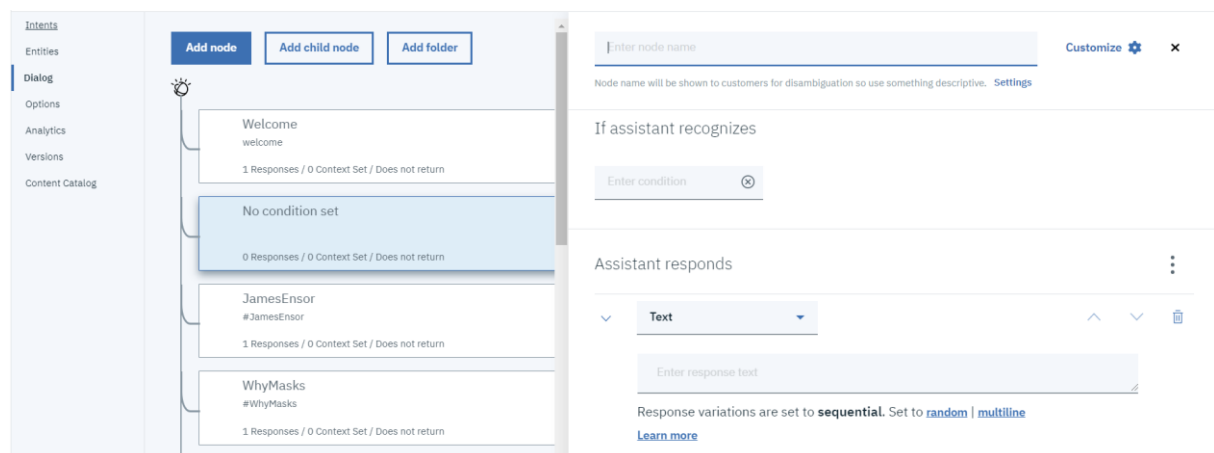 Intents
Entities
Dialog
Options
Analytics
Versions
Content Catalog
Add node
Add child node
Add folder
Welcome
welcome
1 Responses / 0 Context Set / Does not return
No condition set
0 Responses / 0 Context Set / Does not return
JamesEnsor
#JamesEnsor
1 Responses / 0 Context Set / Does not return
WhyMasks
#WhyMasks
1 Responses / 0 Context Set / Does not return
Enter node name
Customize
Node name will be shown to customers for disambiguation so use something descriptive. Settings
If assistant recognizes
Enter condition
Assistant responds
Text
Enter response text
Response variations are set to sequential. Set to random | multiline
Learn more